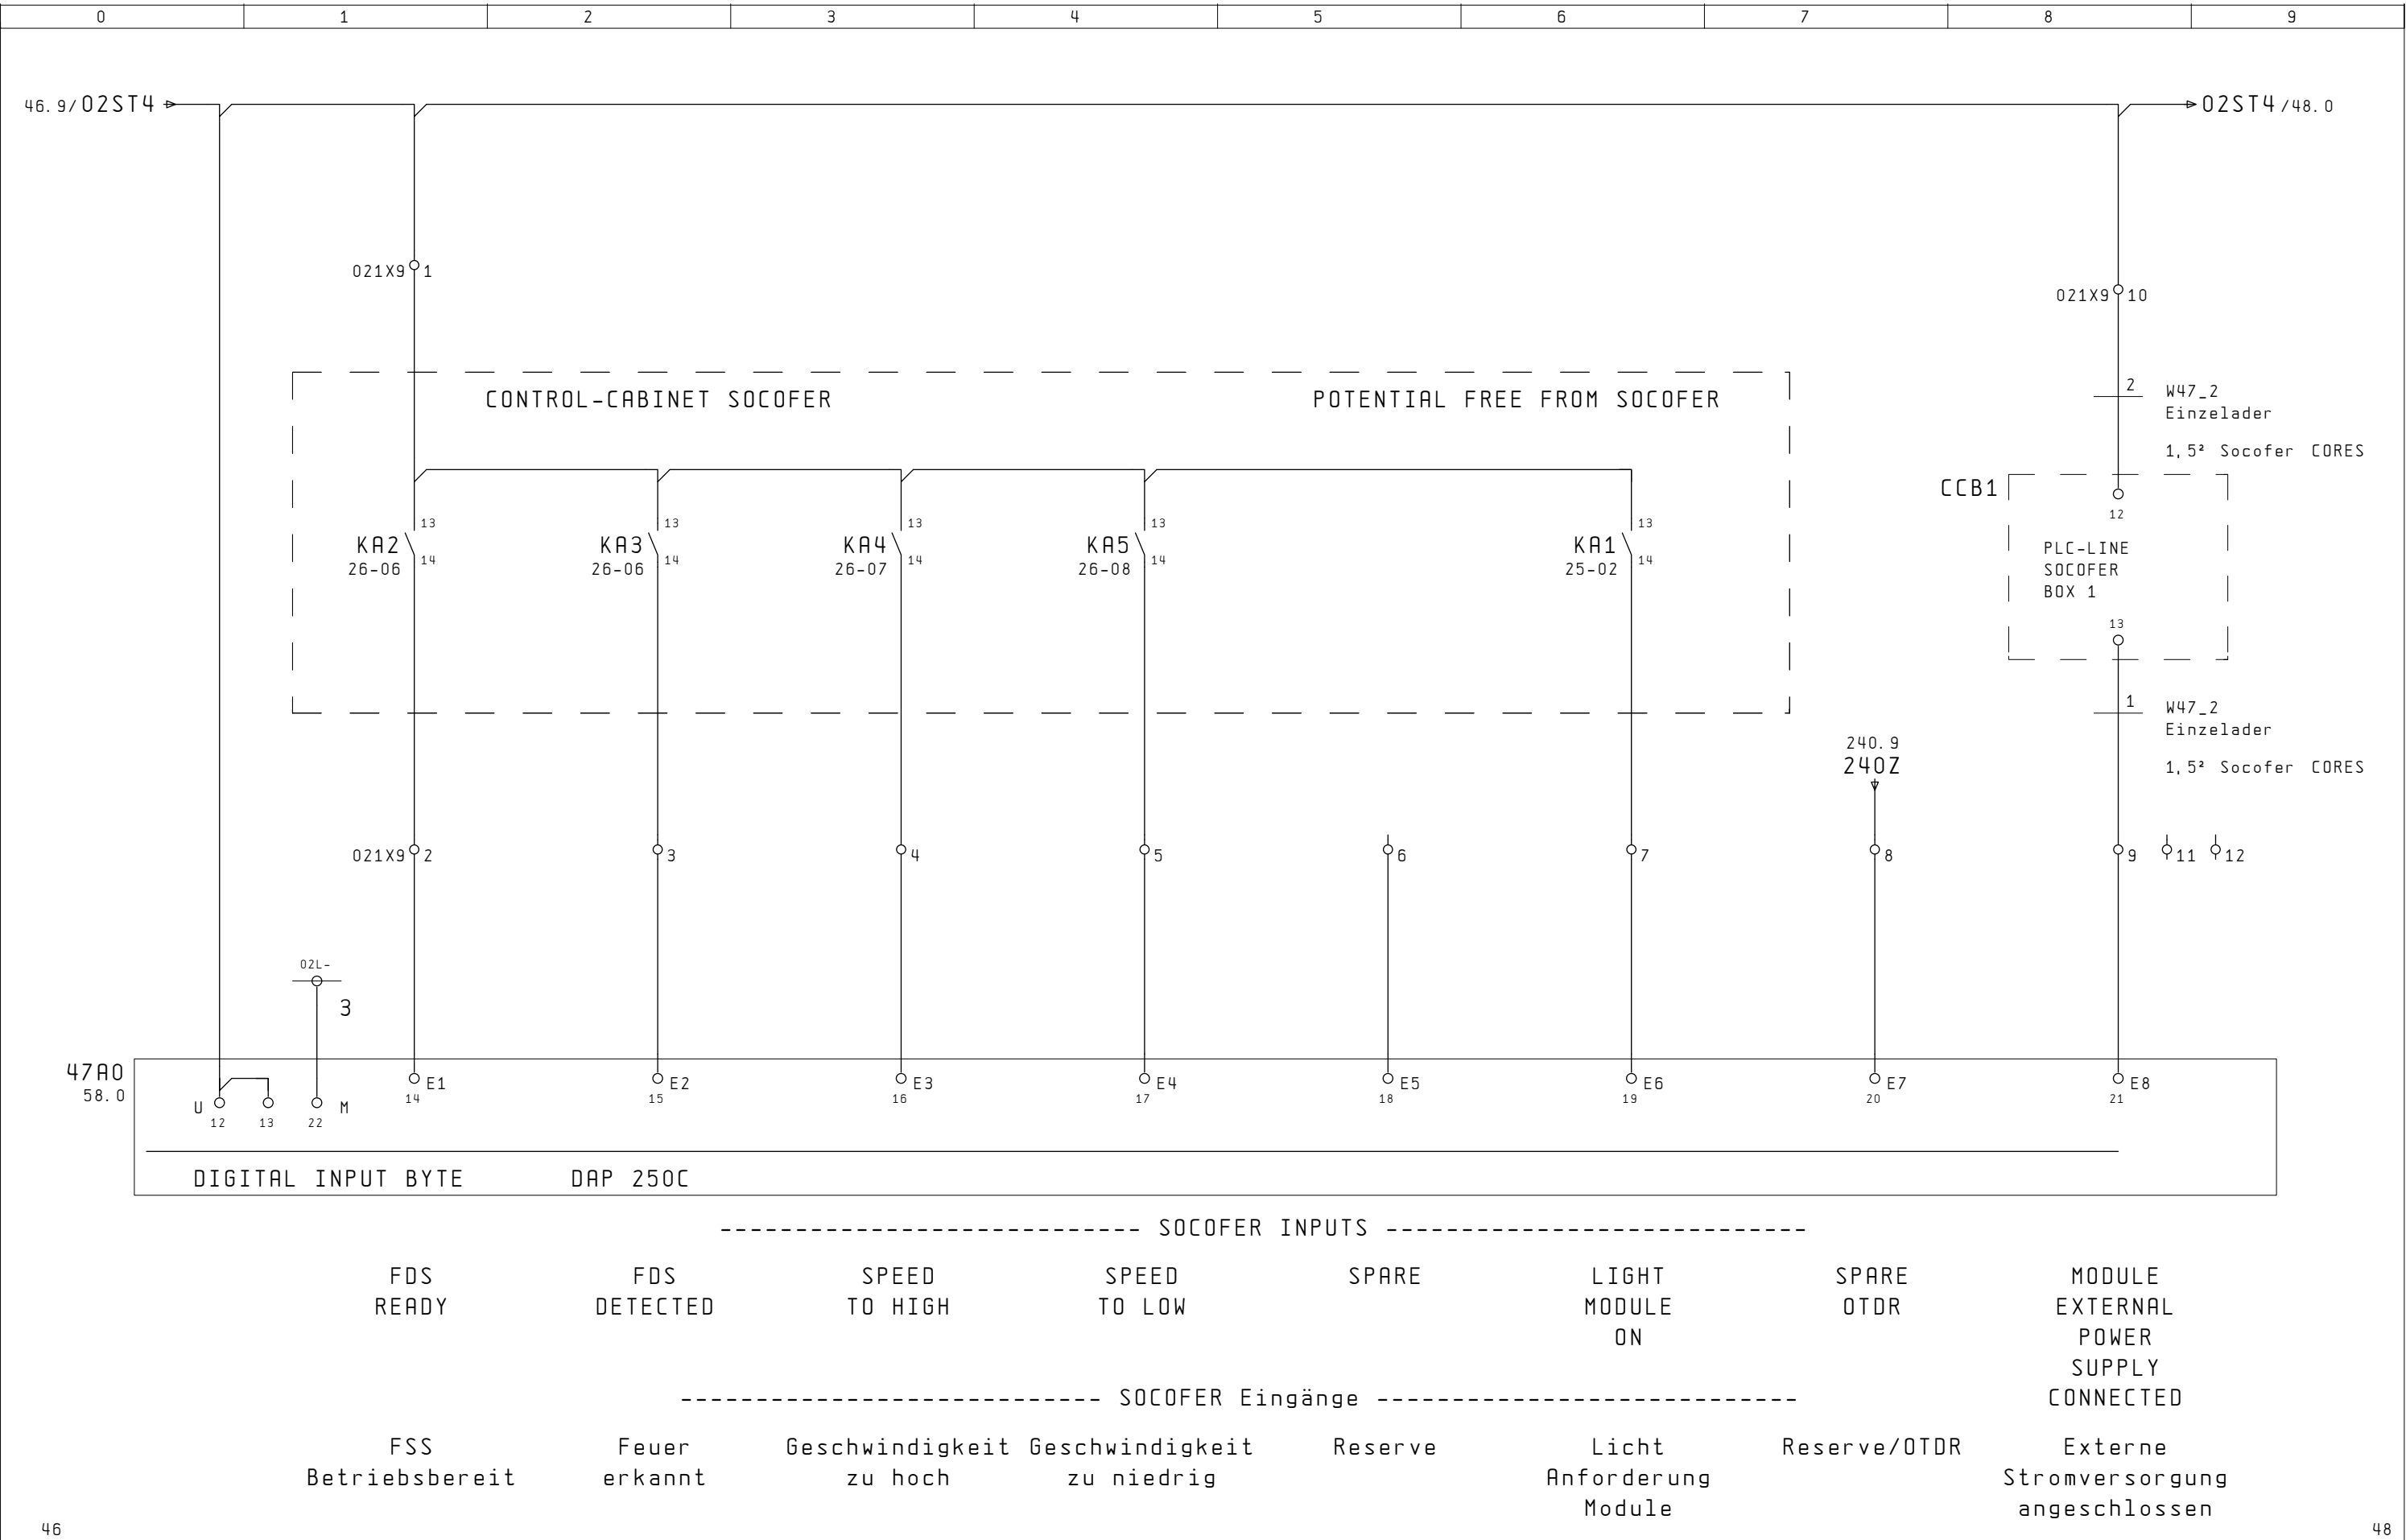 0 1 2 3 4 5 6 7 8 9
46.9/02ST4
02ST4/48.0
021X9 1
021X9 10
CONTROL-CABINET SOCOFER
POTENTIAL FREE FROM SOCOFER
2
W47_2
Einzelader
1,5² Socofer CORES
CCB1
12
PLC-LINE
SOCOFER
BOX 1
13
13 13 13 13 13
KA2 KA3 KA4 KA5 KA1
14 14 14 14 14
26-06 26-06 26-07 26-08 25-02
1
W47_2
Einzelader
1,5² Socofer CORES
240.9
240Z
021X9 2 3 4 5 6 7 8 9 11 12
02L-
3
47A0
58.0
U 12 13 22 M
E1 E2 E3 E4 E5 E6 E7 E8
14 15 16 17 18 19 20 21
DIGITAL INPUT BYTE DAP 250C
---------------------------- SOCOFER INPUTS ----------------------------
FDS
READY
FDS
DETECTED
SPEED
TO HIGH
SPEED
TO LOW
SPARE
LIGHT
MODULE
ON
SPARE
OTDR
MODULE
EXTERNAL
POWER
SUPPLY
CONNECTED
---------------------------- SOCOFER Eingänge ----------------------------
FSS
Betriebsbereit
Feuer
erkannt
Geschwindigkeit
zu hoch
Geschwindigkeit
zu niedrig
Reserve
Licht
Anforderung
Module
Reserve/OTDR
Externe
Stromversorgung
angeschlossen
46
48